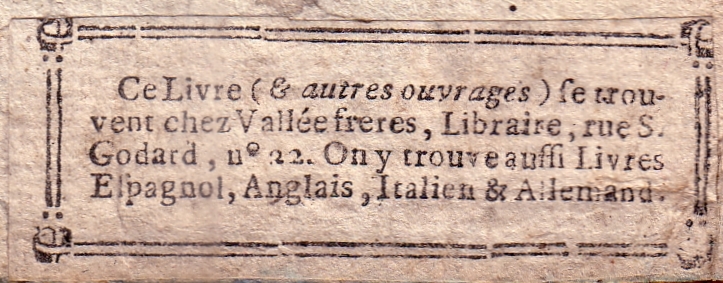 Ce Livre (& autres ouvrages) ſe trou-
vent chez Vallée freres, Libraire, rue S.
Godard, nº 22. On y trouve auſſi Livres
Eſpagnol, Anglais, Italien & Allemand.